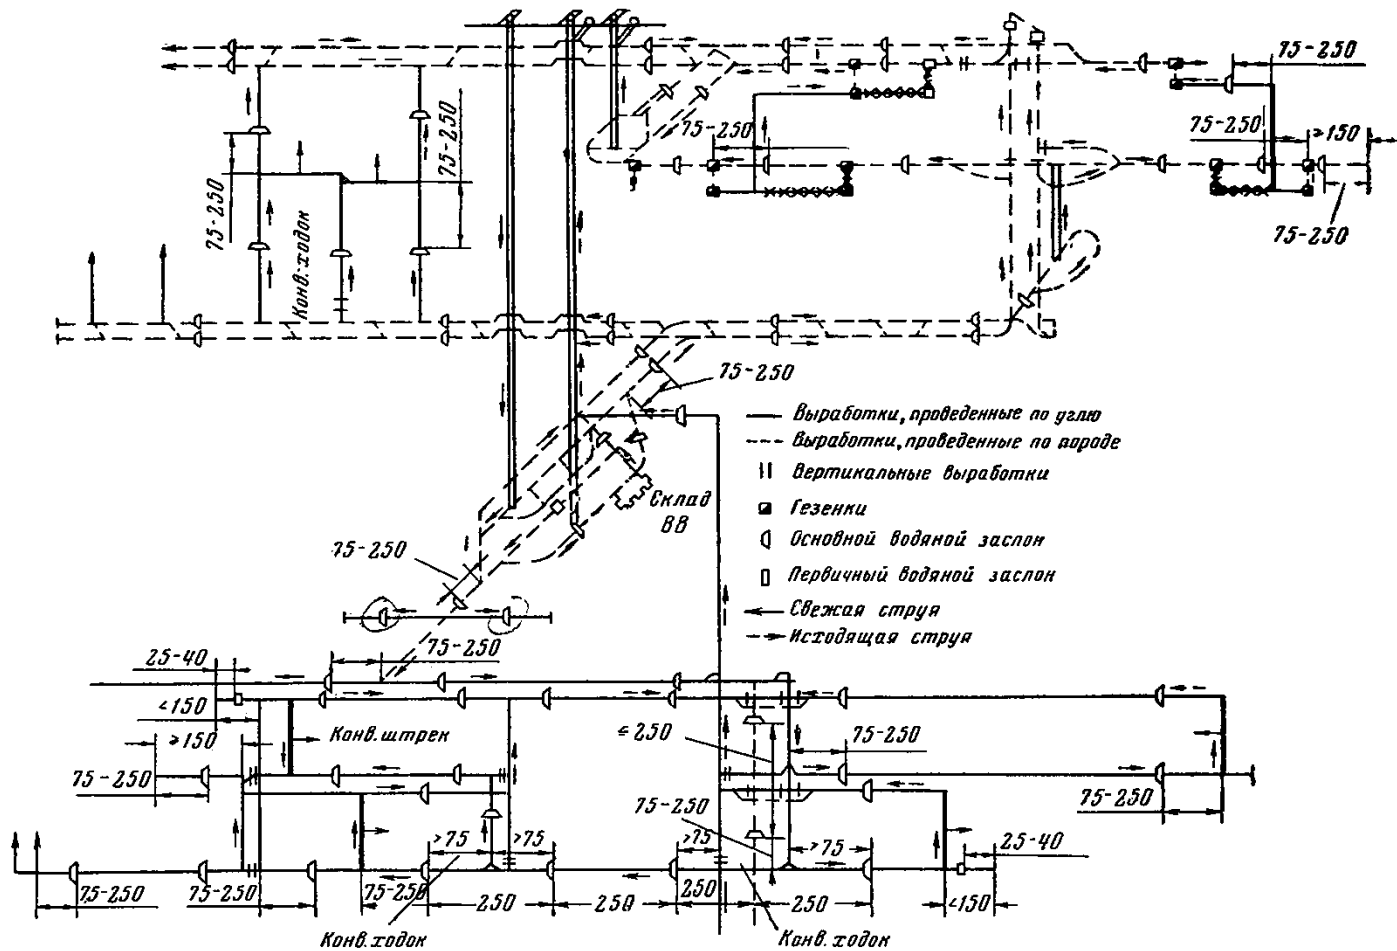 75-250
75-250
75-250
75-250
≥150
75-250
75-250
Конв. ходок
75-250
75-250
Выработки, проведенные по углю
Выработки, проведенные по породе
Вертикальные выработки
Гезенки
Основной водяной заслон
Первичный водяной заслон
Свежая струя
Исходящая струя
Склад
ВВ
75-250
25-40
75-250
<150
≥150
Конв. штрек
≤250
75-250
75-250
75-250
75-250
>75
>75
>75
>75
25-40
75-250
75-250
75-250
250
250
250
250
<150
Конв. ходок
Конв. ходок